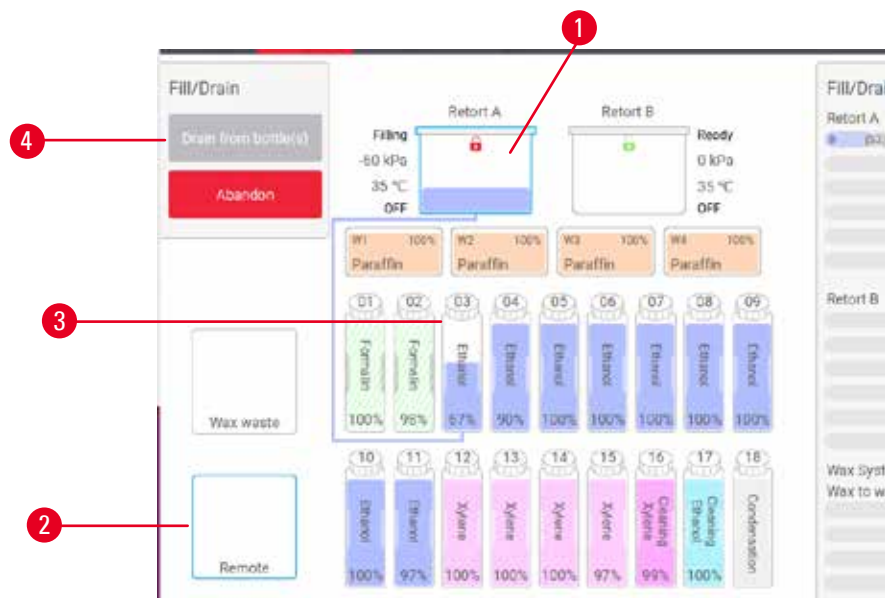 1
Fill/Drain
4
Drain from bottle(s)
Abandon
Retort A
Retort B
Filling
-60 kPa
35 °C
OFF
Ready
0 kPa
35 °C
OFF
W1 100%
Paraffin
W2 100%
Paraffin
W3 100%
Paraffin
W4 100%
Paraffin
3
01
Formalin
100%
02
Formalin
98%
03
Ethanol
67%
04
Ethanol
90%
05
Ethanol
100%
06
Ethanol
100%
07
Ethanol
100%
08
Ethanol
100%
09
Ethanol
100%
Wax waste
2
Remote
10
Ethanol
100%
11
Ethanol
97%
12
Xylene
100%
13
Xylene
100%
14
Xylene
100%
15
Xylene
97%
16
Cleaning
Xylene
99%
17
Cleaning
Ethanol
100%
18
Condensation
Fill/Drai
Retort A
Retort B
Wax Syst
Wax to w